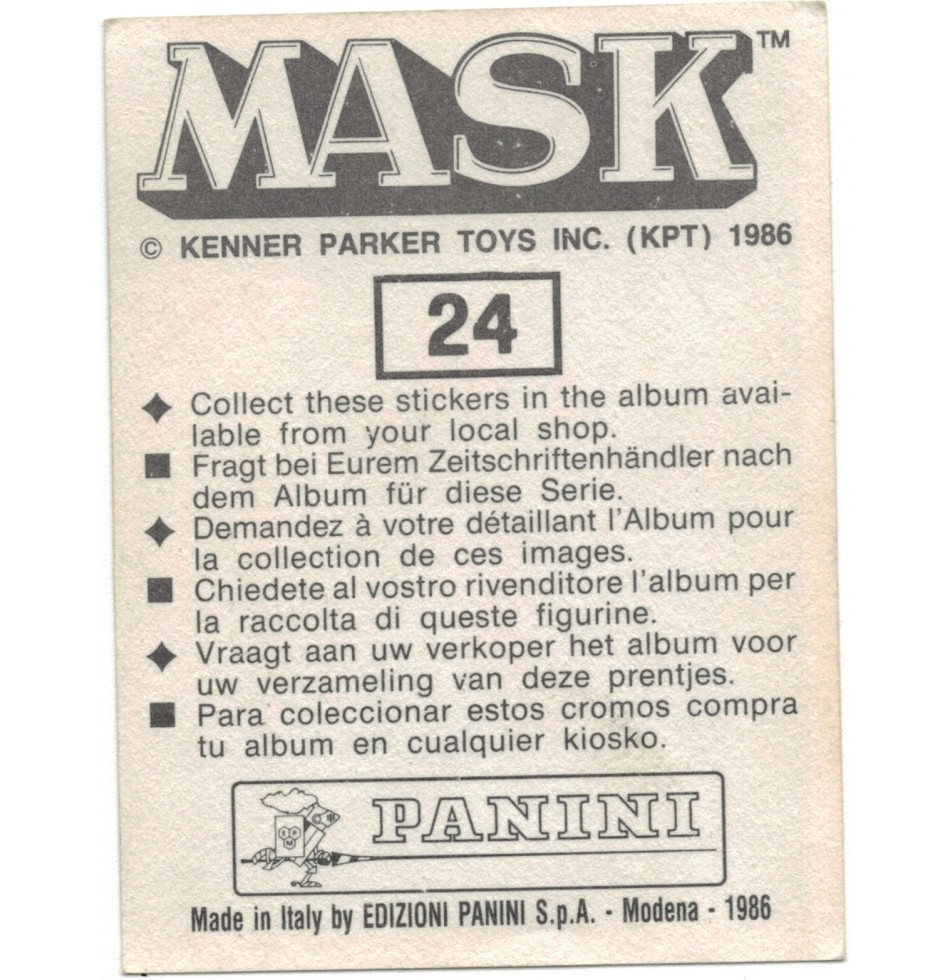 MASK™
© KENNER PARKER TOYS INC. (KPT) 1986
24
◆ Collect these stickers in the album avai-
lable from your local shop.
■ Fragt bei Eurem Zeitschriftenhändler nach
dem Album für diese Serie.
◆ Demandez à votre détaillant l'Album pour
la collection de ces images.
■ Chiedete al vostro rivenditore l'album per
la raccolta di queste figurine.
◆ Vraagt aan uw verkoper het album voor
uw verzameling van deze prentjes.
■ Para coleccionar estos cromos compra
tu album en cualquier kiosko.
PANINI
Made in Italy by EDIZIONI PANINI S.p.A. - Modena - 1986